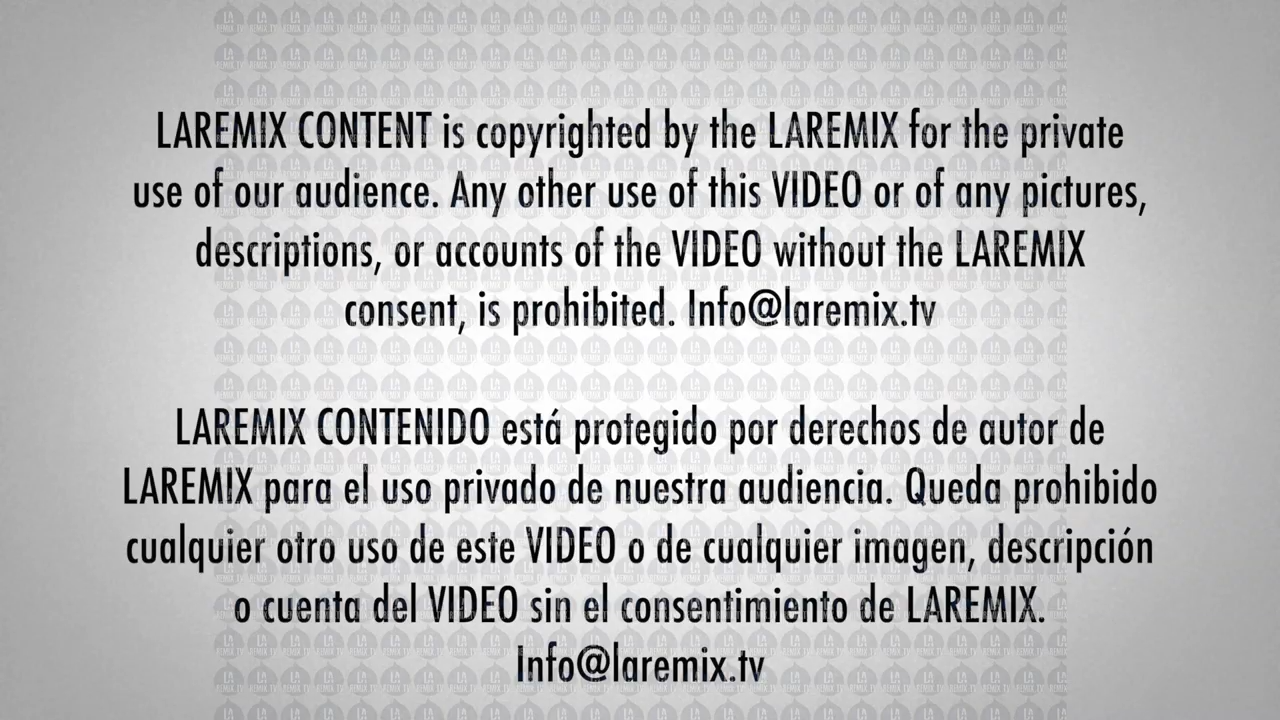 LAREMIX CONTENT is copyrighted by the LAREMIX for the private
use of our audience. Any other use of this VIDEO or of any pictures,
descriptions, or accounts of the VIDEO without the LAREMIX
consent, is prohibited. Info@laremix.tv
LAREMIX CONTENIDO está protegido por derechos de autor de
LAREMIX para el uso privado de nuestra audiencia. Queda prohibido
cualquier otro uso de este VIDEO o de cualquier imagen, descripción
o cuenta del VIDEO sin el consentimiento de LAREMIX.
Info@laremix.tv